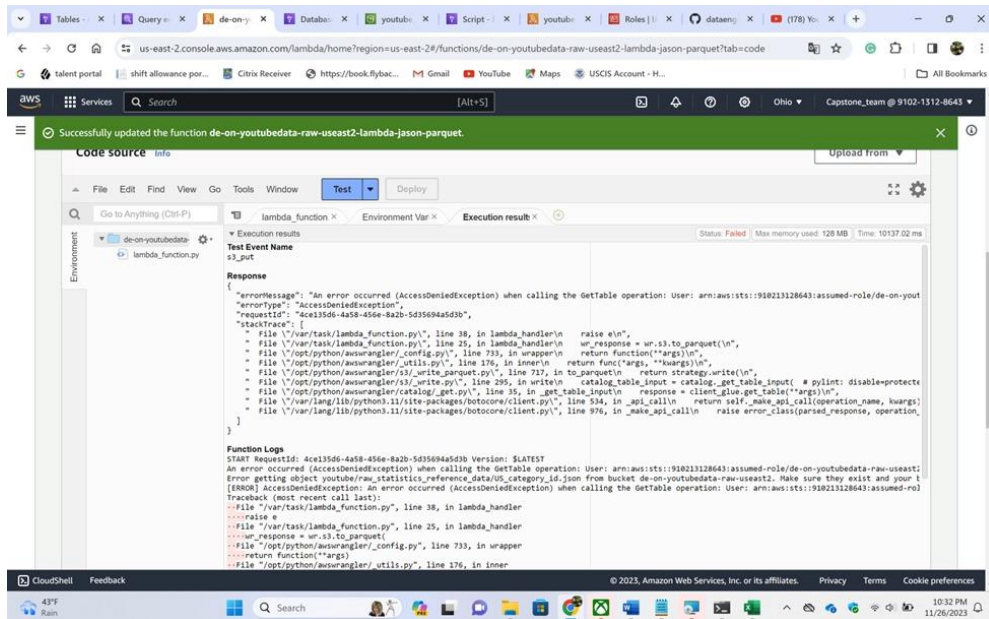 Tables -
Query e
de-on-y
Databas
youtube
Script -
youtube
Roles | I
dataeng
(178) Yo
us-east-2.console.aws.amazon.com/lambda/home?region=us-east-2#/functions/de-on-youtubedata-raw-useast2-lambda-jason-parquet?tab=code
talent portal
shift allowance por...
Citrix Receiver
https://book.flybac...
Gmail
YouTube
Maps
USCIS Account - H...
All Bookmarks
aws
Services
Search
[Alt+S]
Ohio
Capstone_team @ 9102-1312-8643
Successfully updated the function de-on-youtubedata-raw-useast2-lambda-jason-parquet.
Code source Info
Upload from
File Edit Find View Go Tools Window Test Deploy
Go to Anything (Ctrl-P)
lambda_function
Environment Var
Execution result
Environment
de-on-youtubedata-
lambda_function.py
Execution results
Status: Failed
Max memory used: 128 MB
Time: 10137.02 ms
Test Event Name
s3_put
Response
{
"errorMessage": "An error occurred (AccessDeniedException) when calling the GetTable operation: User: arn:aws:sts::910213128643:assumed-role/de-on-yout
"errorType": "AccessDeniedException",
"requestId": "4ce135d6-4a58-456e-8a2b-5d35694a5d3b",
"stackTrace": [
" File \"/var/task/lambda_function.py\", line 38, in lambda_handler\n raise e\n",
" File \"/var/task/lambda_function.py\", line 25, in lambda_handler\n wr_response = wr.s3.to_parquet(\n",
" File \"/opt/python/awswrangler/_config.py\", line 733, in wrapper\n return function(**args)\n",
" File \"/opt/python/awswrangler/_utils.py\", line 176, in inner\n return func(*args, **kwargs)\n",
" File \"/opt/python/awswrangler/s3/_write_parquet.py\", line 717, in to_parquet\n return strategy.write(\n",
" File \"/opt/python/awswrangler/s3/_write.py\", line 295, in write\n catalog_table_input = catalog._get_table_input( # pylint: disable=protecte
" File \"/opt/python/awswrangler/catalog/_get.py\", line 35, in _get_table_input\n response = client_glue.get_table(**args)\n",
" File \"/var/lang/lib/python3.11/site-packages/botocore/client.py\", line 534, in _api_call\n return self._make_api_call(operation_name, kwargs)
" File \"/var/lang/lib/python3.11/site-packages/botocore/client.py\", line 976, in _make_api_call\n raise error_class(parsed_response, operation_
]
}
Function Logs
START RequestId: 4ce135d6-4a58-456e-8a2b-5d35694a5d3b Version: $LATEST
An error occurred (AccessDeniedException) when calling the GetTable operation: User: arn:aws:sts::910213128643:assumed-role/de-on-youtubedata-raw-useast2
Error getting object youtube/raw_statistics_reference_data/US_category_id.json from bucket de-on-youtubedata-raw-useast2. Make sure they exist and your b
[ERROR] AccessDeniedException: An error occurred (AccessDeniedException) when calling the GetTable operation: User: arn:aws:sts::910213128643:assumed-rol
Traceback (most recent call last):
File "/var/task/lambda_function.py", line 38, in lambda_handler
raise e
File "/var/task/lambda_function.py", line 25, in lambda_handler
wr_response = wr.s3.to_parquet(
File "/opt/python/awswrangler/_config.py", line 733, in wrapper
return function(**args)
File "/opt/python/awswrangler/_utils.py", line 176, in inner
CloudShell Feedback © 2023, Amazon Web Services, Inc. or its affiliates. Privacy Terms Cookie preferences
43°F
Rain
Search
10:32 PM
11/26/2023